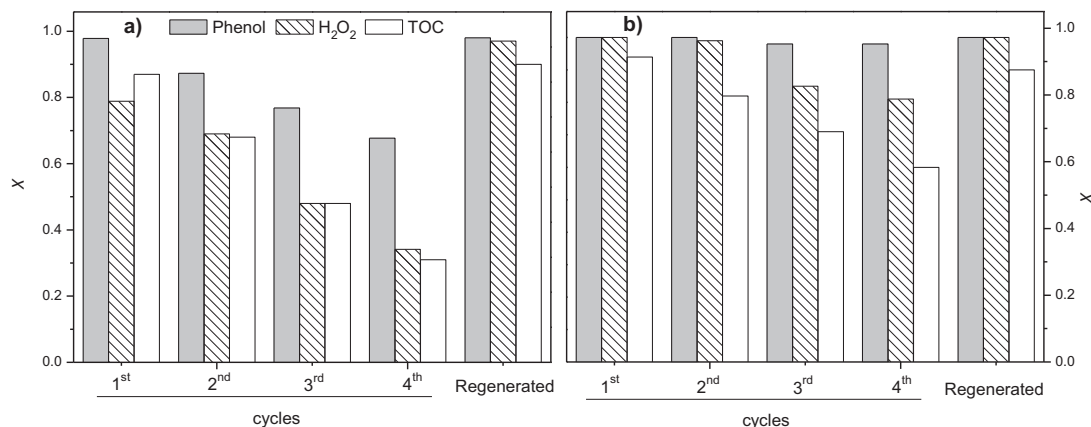 a) Phenol H₂O₂ TOC
b)
1.0
0.8
0.6
0.4
0.2
0.0
X
1st 2nd 3rd 4th Regenerated
cycles
1st 2nd 3rd 4th Regenerated
cycles
1.0
0.8
0.6
0.4
0.2
0.0
X